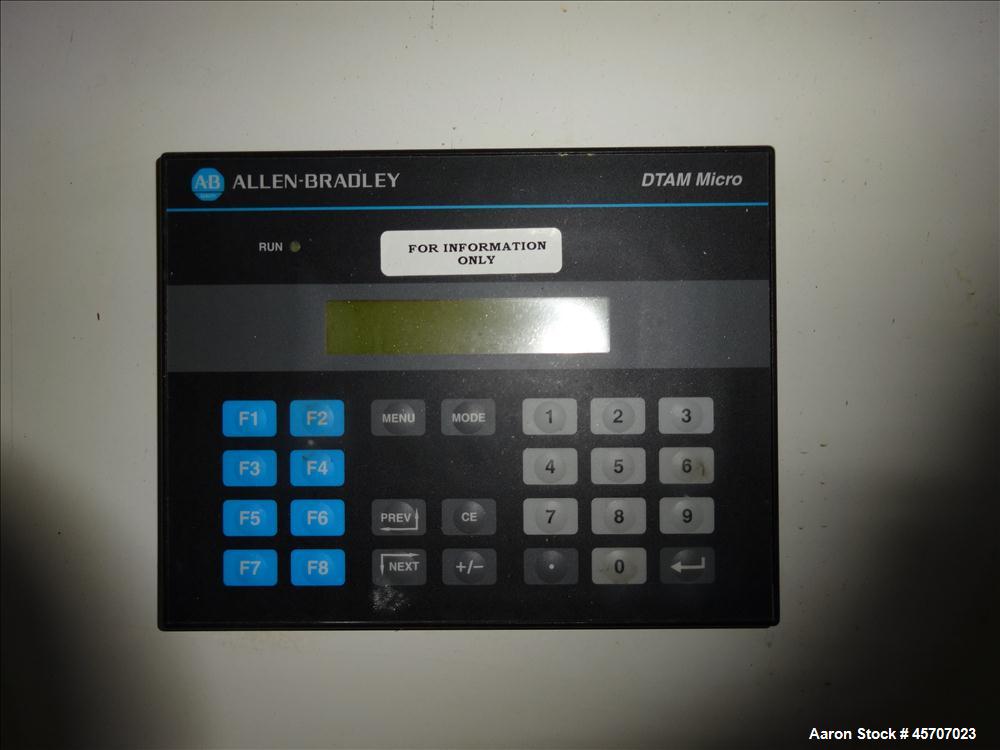 AB ALLEN-BRADLEY
DTAM Micro
RUN
FOR INFORMATION
ONLY
F1 F2 MENU MODE 1 2 3
F3 F4 4 5 6
F5 F6 PREV CE 7 8 9
F7 F8 NEXT +/− . 0
Aaron Stock # 45707023